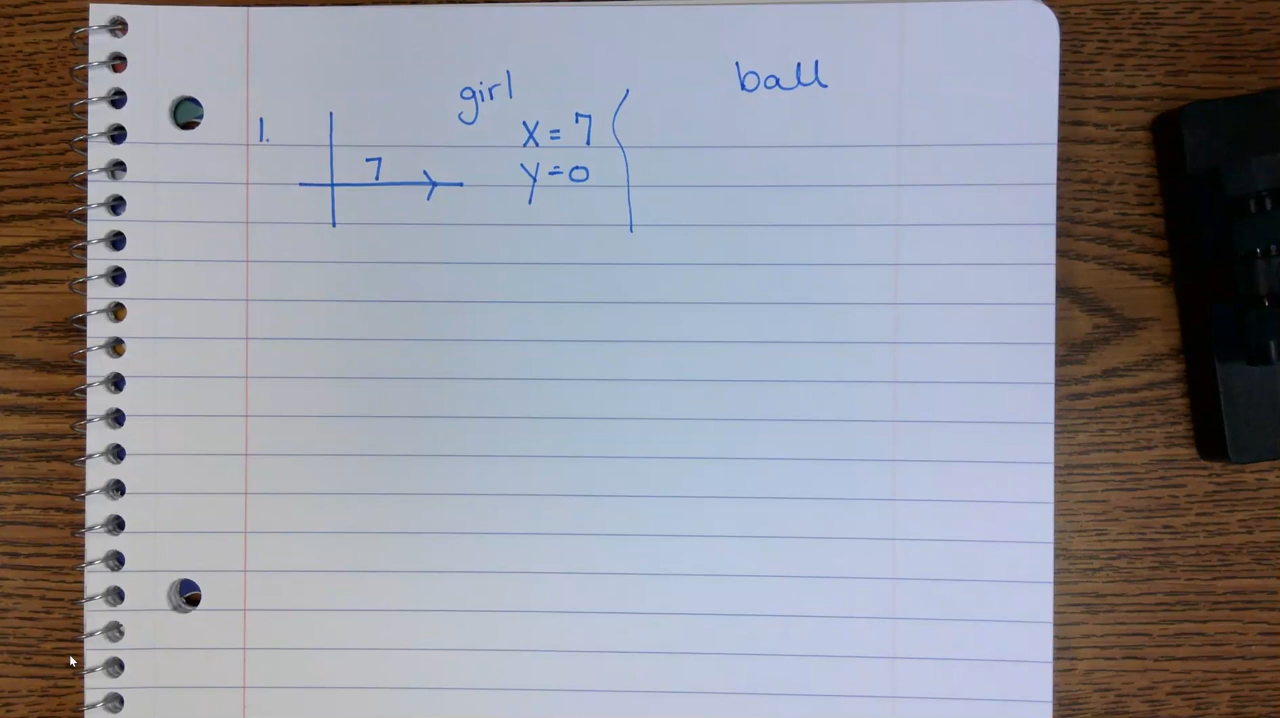 girl
ball
1.
7
x = 7
y = 0